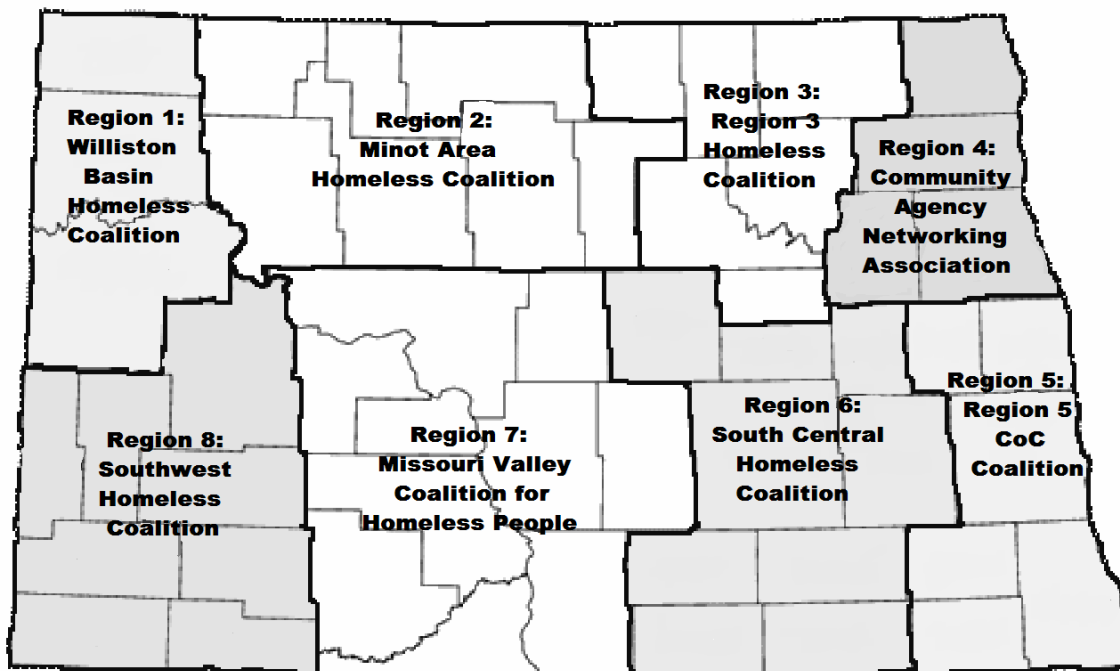 Region 1:
Williston
Basin
Homeless
Coalition
Region 2:
Minot Area
Homeless Coalition
Region 3:
Region 3
Homeless
Coalition
Region 4:
Community
Agency
Networking
Association
Region 5:
Region 5
CoC
Coalition
Region 6:
South Central
Homeless
Coalition
Region 7:
Missouri Valley
Coalition for
Homeless People
Region 8:
Southwest
Homeless
Coalition